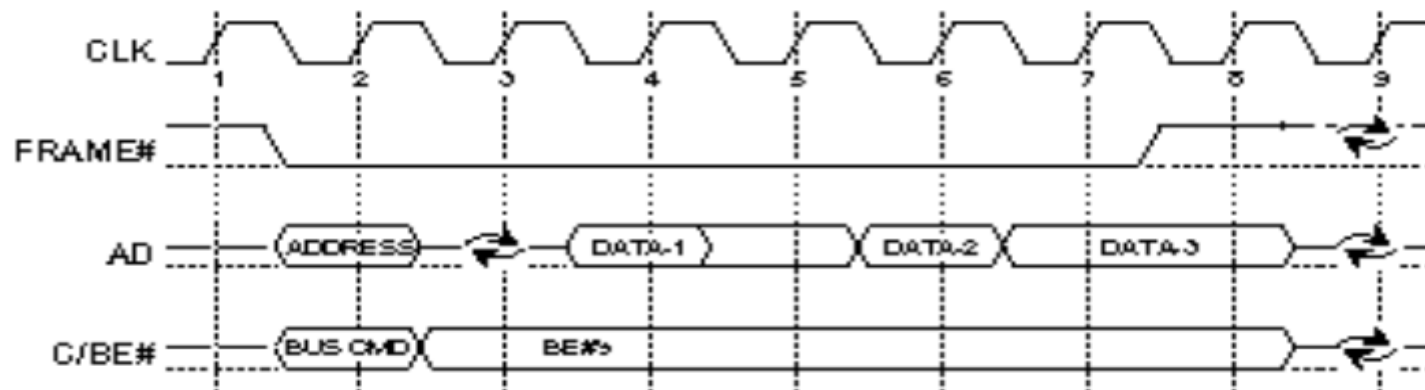 CLK
1 2 3 4 5 6 7 8 9
FRAME#
AD ADDRESS DATA-1 DATA-2 DATA-3
C/BE# BUS CMD BE#'s